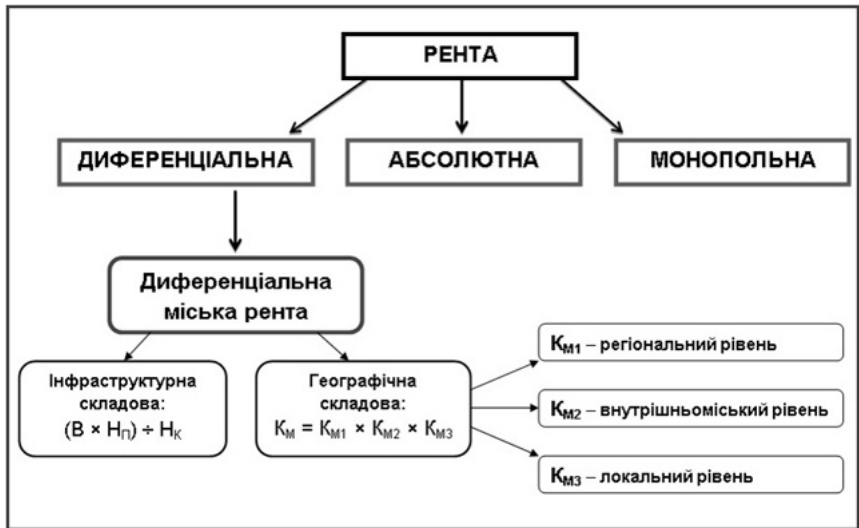 РЕНТА
ДИФЕРЕНЦІАЛЬНА
АБСОЛЮТНА
МОНОПОЛЬНА
Диференціальна
міська рента
Інфраструктурна
складова:
(В × Нп) ÷ Нк
Географічна
складова:
Км = Км1 × Км2 × Км3
Км1 – регіональний рівень
Км2 – внутрішньоміський рівень
Км3 – локальний рівень